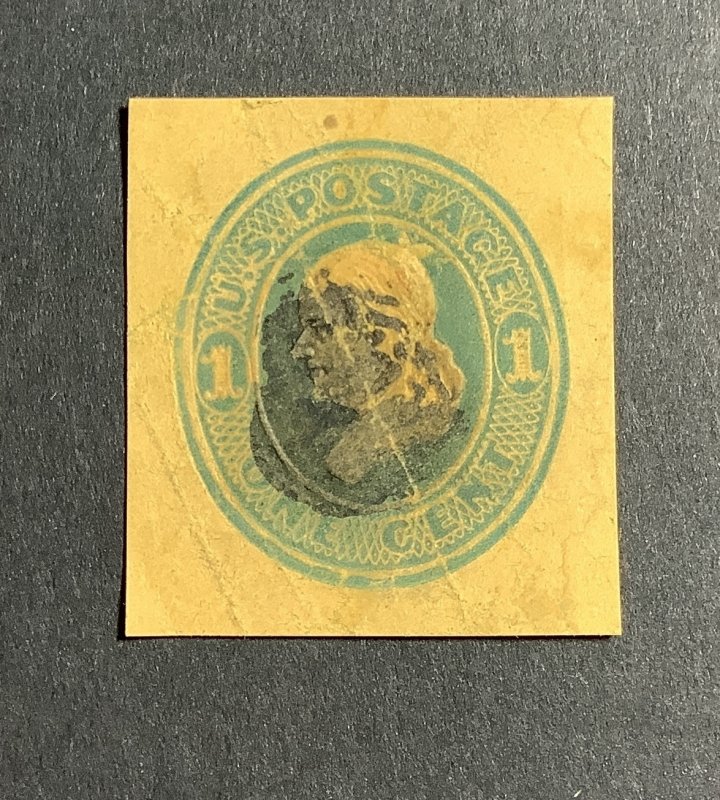 U.S. POSTAGE
1 1
ONE CENT